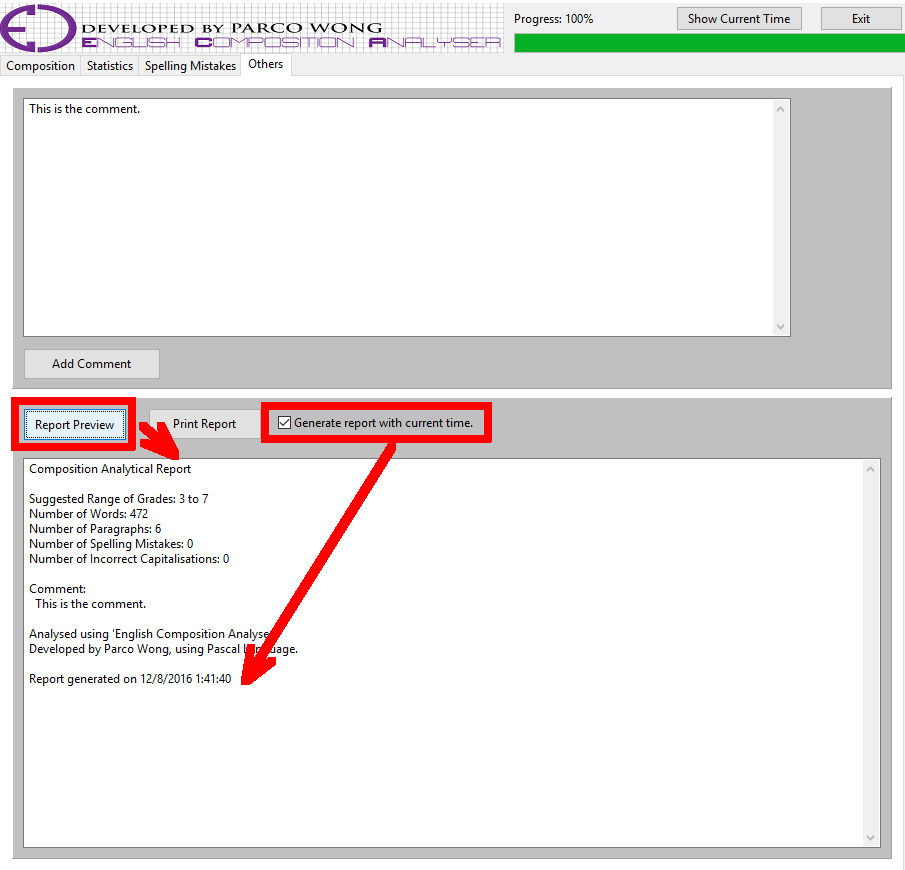 DEVELOPED BY PARCO WONG
ENGLISH COMPOSITION ANALYSER
Progress: 100%
Show Current Time
Exit
Composition
Statistics
Spelling Mistakes
Others
This is the comment.
Add Comment
Report Preview
Print Report
Generate report with current time.
Composition Analytical Report
Suggested Range of Grades: 3 to 7
Number of Words: 472
Number of Paragraphs: 6
Number of Spelling Mistakes: 0
Number of Incorrect Capitalisations: 0
Comment:
This is the comment.
Analysed using 'English Composition Analyse
Developed by Parco Wong, using Pascal Language.
Report generated on 12/8/2016 1:41:40